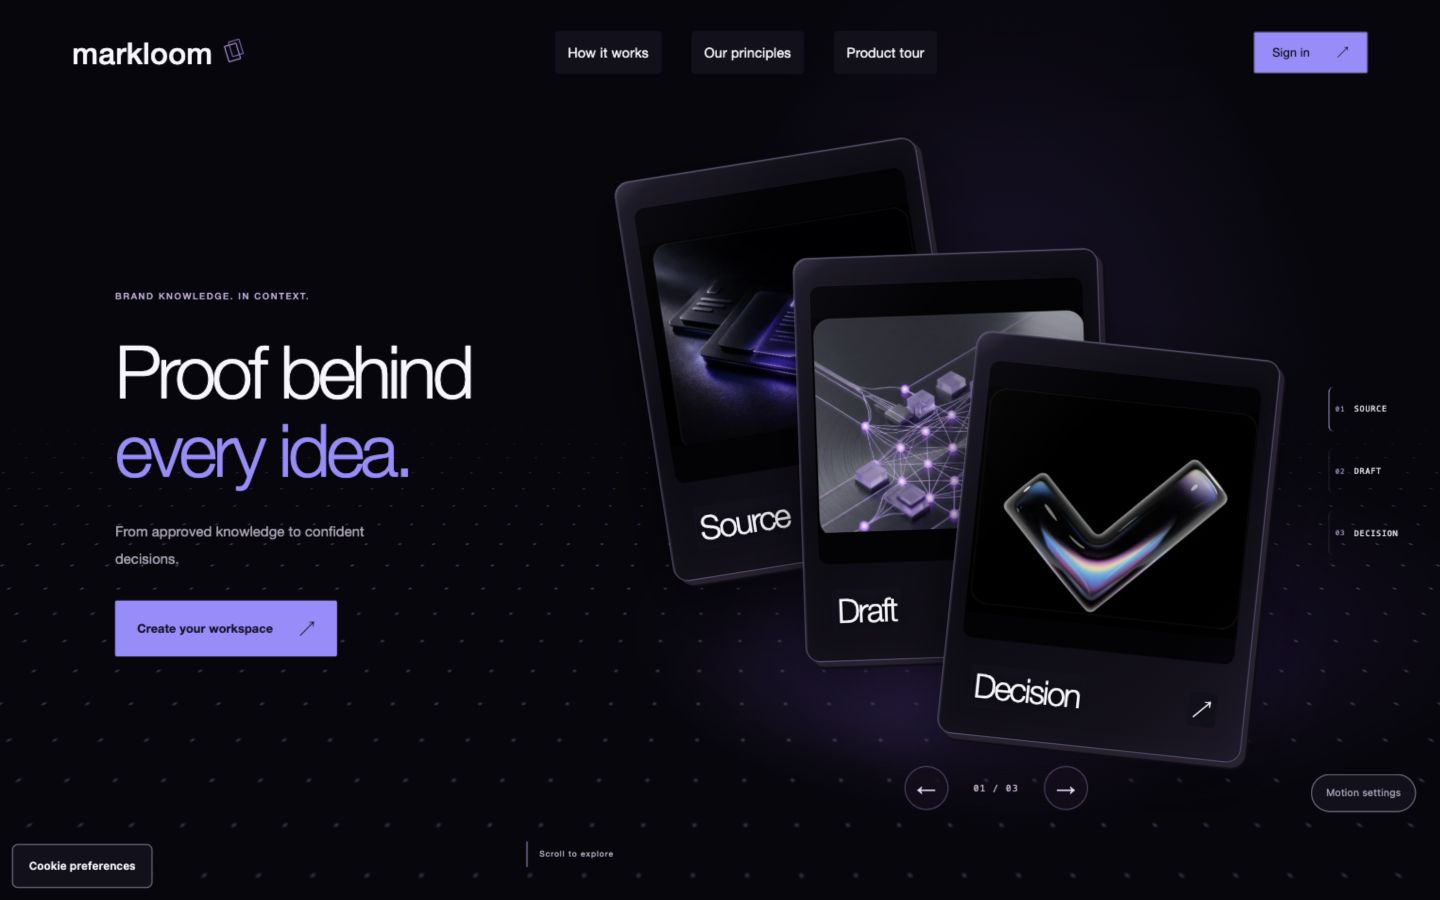 markloom
How it works
Our principles
Product tour
Sign in
BRAND KNOWLEDGE. IN CONTEXT.
Proof behind
every idea.
From approved knowledge to confident
decisions.
Create your workspace
Source
Draft
Decision
01 SOURCE
02 DRAFT
03 DECISION
01 / 03
Motion settings
Scroll to explore
Cookie preferences